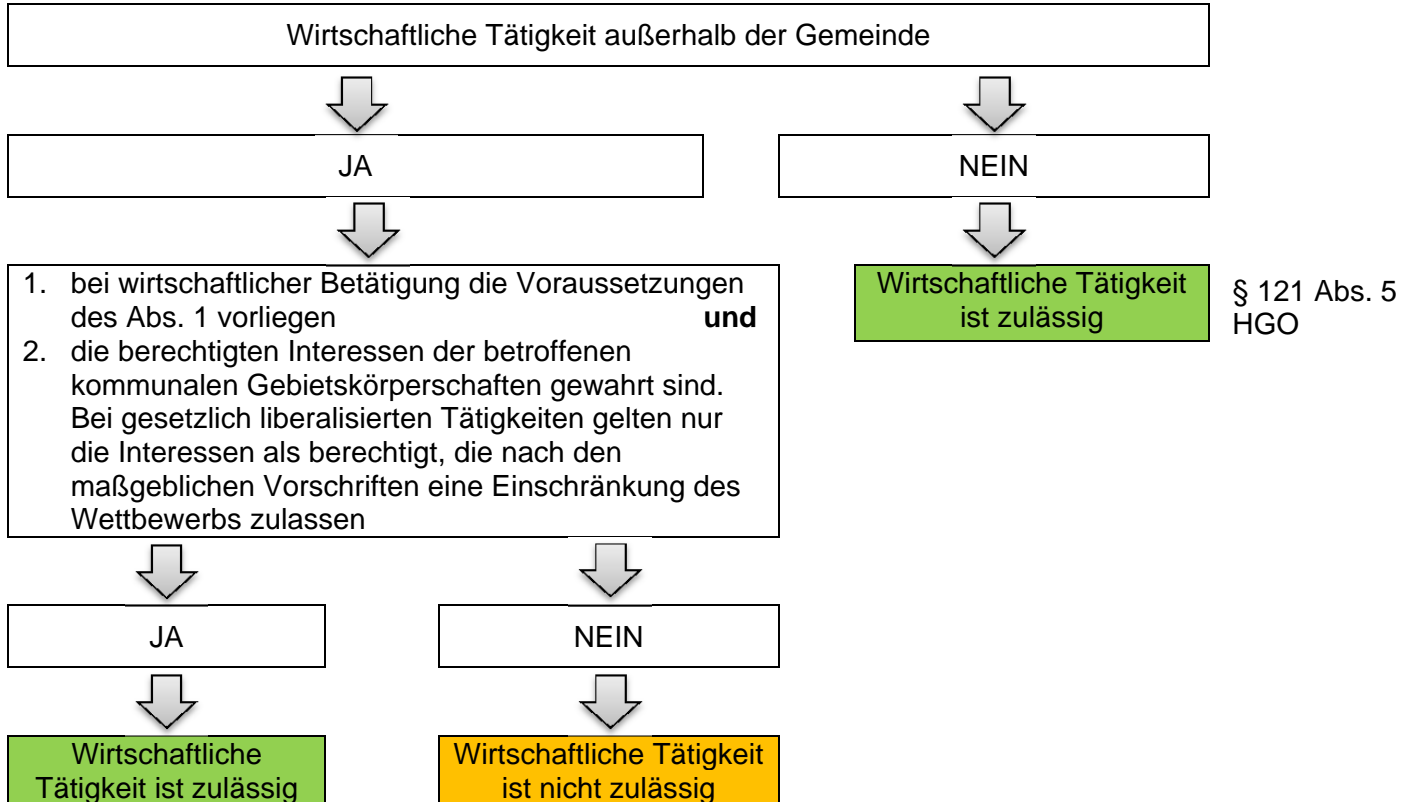 Wirtschaftliche Tätigkeit außerhalb der Gemeinde
JA
NEIN
1. bei wirtschaftlicher Betätigung die Voraussetzungen
des Abs. 1 vorliegen und
2. die berechtigten Interessen der betroffenen
kommunalen Gebietskörperschaften gewahrt sind.
Bei gesetzlich liberalisierten Tätigkeiten gelten nur
die Interessen als berechtigt, die nach den
maßgeblichen Vorschriften eine Einschränkung des
Wettbewerbs zulassen
Wirtschaftliche Tätigkeit
ist zulässig
§ 121 Abs. 5
HGO
JA
NEIN
Wirtschaftliche
Tätigkeit ist zulässig
Wirtschaftliche Tätigkeit
ist nicht zulässig